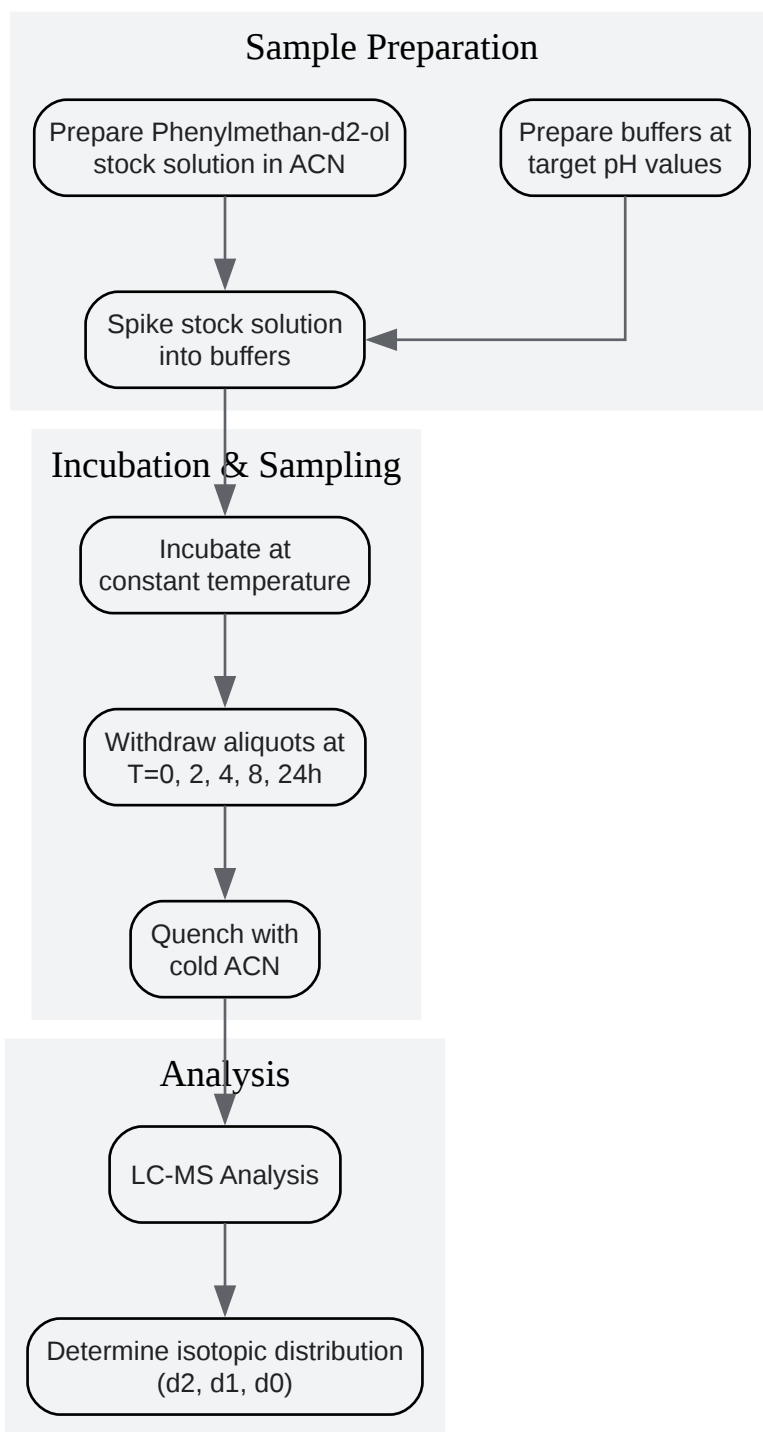 Sample Preparation
Prepare Phenylmethan-d2-ol
stock solution in ACN
Prepare buffers at
target pH values
Spike stock solution
into buffers
Incubation & Sampling
Incubate at
constant temperature
Withdraw aliquots at
T=0, 2, 4, 8, 24h
Quench with
cold ACN
Analysis
LC-MS Analysis
Determine isotopic distribution
(d2, d1, d0)